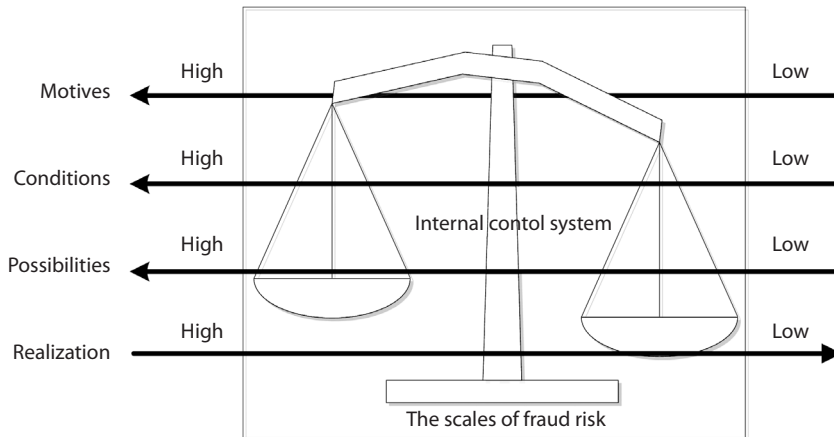 High Low
Motives
High Low
Conditions
Internal contol system
High Low
Possibilities
High Low
Realization
The scales of fraud risk